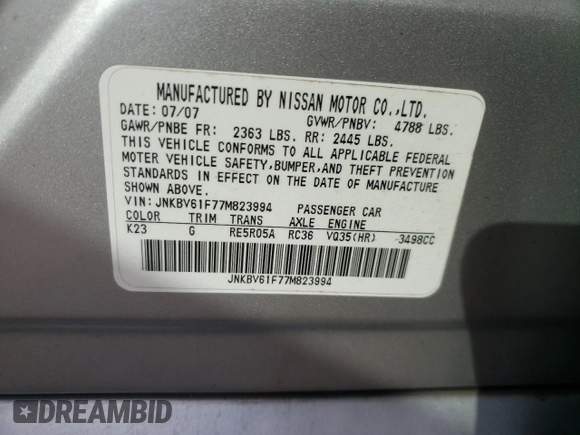 MANUFACTURED BY NISSAN MOTOR CO.,LTD.
DATE: 07/07 GVWR/PNBV: 4788 LBS.
GAWR/PNBE FR: 2363 LBS. RR: 2445 LBS.
THIS VEHICLE CONFORMS TO ALL APPLICABLE FEDERAL
MOTOR VEHICLE SAFETY,BUMPER,AND THEFT PREVENTION
STANDARDS IN EFFECT ON THE DATE OF MANUFACTURE
SHOWN ABOVE.
VIN: JNKBV61F77M823994 PASSENGER CAR
COLOR TRIM TRANS AXLE ENGINE
K23 G RE5R05A RC36 VQ35(HR) -3498CC
JNKBV61F77M823994
DREAMBID